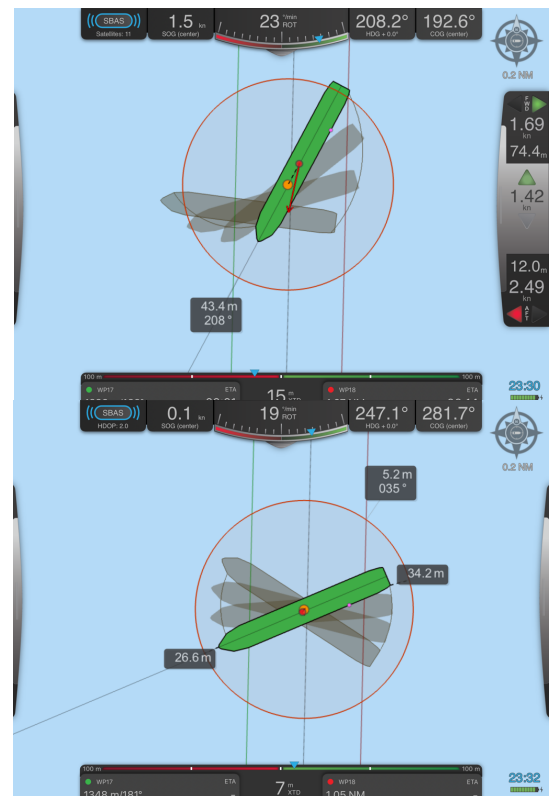 SBAS
Satellites: 11
1.5 kn
SOG (center)
23 °/min
ROT
208.2°
HDG + 0.0°
192.6°
COG (center)
0.2 NM
FWD
1.69
kn
74.4m
1.42
kn
12.0m
2.49
kn
AFT
43.4 m
208 °
100 m
100 m
WP17
ETA
15 m
XTD
WP18
ETA
23:30
SBAS
HDOP: 2.0
0.1 kn
SOG (center)
19 °/min
ROT
247.1°
HDG + 0.0°
281.7°
COG (center)
0.2 NM
5.2 m
035 °
34.2 m
26.6 m
100 m
100 m
WP17
ETA
1348 m/181°
7 m
XTD
WP18
ETA
1.05 NM
23:32